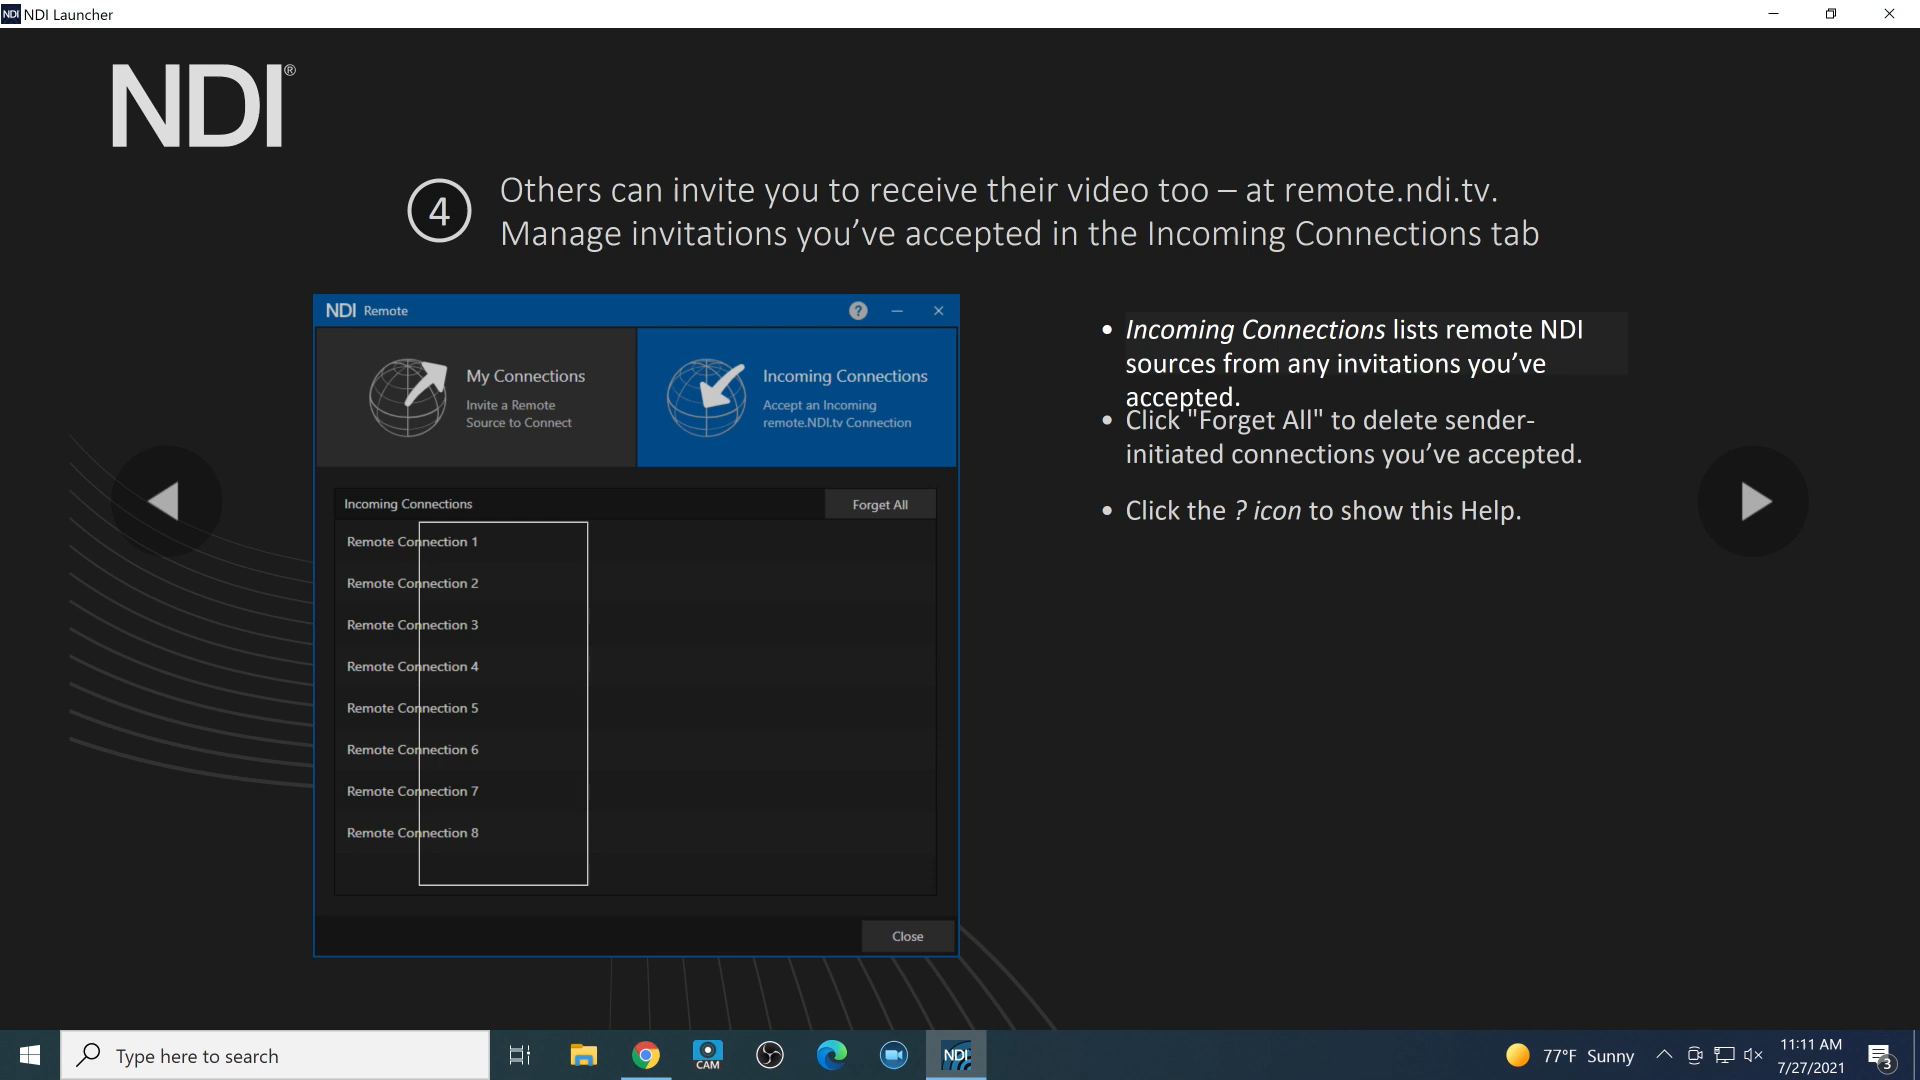 NDI NDI Launcher
NDI®
4
Others can invite you to receive their video too – at remote.ndi.tv.
Manage invitations you’ve accepted in the Incoming Connections tab
NDI Remote
?
My Connections
Invite a Remote
Source to Connect
Incoming Connections
Accept an Incoming
remote.NDI.tv Connection
Incoming Connections
Forget All
Remote Connection 1
Remote Connection 2
Remote Connection 3
Remote Connection 4
Remote Connection 5
Remote Connection 6
Remote Connection 7
Remote Connection 8
Close
• Incoming Connections lists remote NDI
sources from any invitations you’ve
accepted.
• Click "Forget All" to delete sender-
initiated connections you’ve accepted.
• Click the ? icon to show this Help.
Type here to search
CAM
NDI
77°F Sunny
11:11 AM
7/27/2021
3